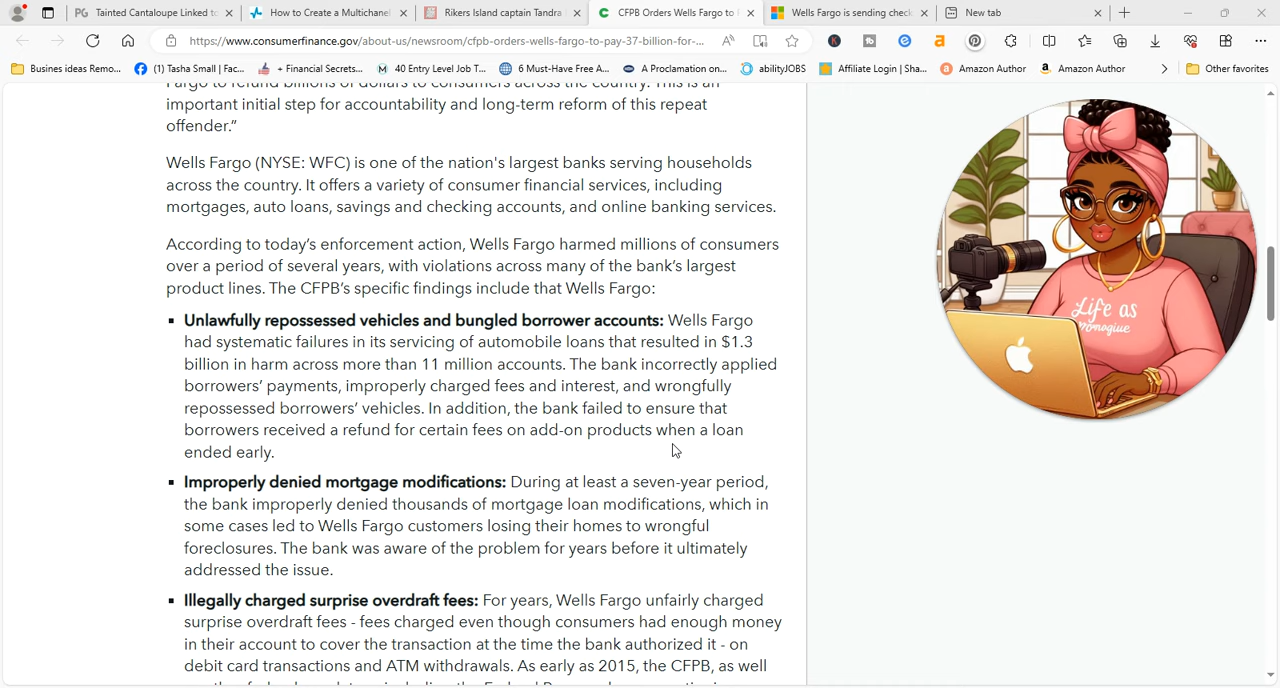 Tainted Cantaloupe Linked to
How to Create a Multichanel
Rikers Island captain Tandra
CFPB Orders Wells Fargo to
Wells Fargo is sending check
New tab
https://www.consumerfinance.gov/about-us/newsroom/cfpb-orders-wells-fargo-to-pay-37-billion-for-...
Busines ideas Remo...
(1) Tasha Small | Fac...
+ Financial Secrets...
40 Entry Level Job T...
6 Must-Have Free A...
A Proclamation on...
abilityJOBS
Affiliate Login | Sha...
Amazon Author
Amazon Author
Other favorites
Fargo to refund billions of dollars to consumers across the country. This is an
important initial step for accountability and long-term reform of this repeat
offender.”
Wells Fargo (NYSE: WFC) is one of the nation's largest banks serving households
across the country. It offers a variety of consumer financial services, including
mortgages, auto loans, savings and checking accounts, and online banking services.
According to today’s enforcement action, Wells Fargo harmed millions of consumers
over a period of several years, with violations across many of the bank’s largest
product lines. The CFPB’s specific findings include that Wells Fargo:
▪ Unlawfully repossessed vehicles and bungled borrower accounts: Wells Fargo
had systematic failures in its servicing of automobile loans that resulted in $1.3
billion in harm across more than 11 million accounts. The bank incorrectly applied
borrowers’ payments, improperly charged fees and interest, and wrongfully
repossessed borrowers’ vehicles. In addition, the bank failed to ensure that
borrowers received a refund for certain fees on add-on products when a loan
ended early.
▪ Improperly denied mortgage modifications: During at least a seven-year period,
the bank improperly denied thousands of mortgage loan modifications, which in
some cases led to Wells Fargo customers losing their homes to wrongful
foreclosures. The bank was aware of the problem for years before it ultimately
addressed the issue.
▪ Illegally charged surprise overdraft fees: For years, Wells Fargo unfairly charged
surprise overdraft fees - fees charged even though consumers had enough money
in their account to cover the transaction at the time the bank authorized it - on
debit card transactions and ATM withdrawals. As early as 2015, the CFPB, as well
Life as